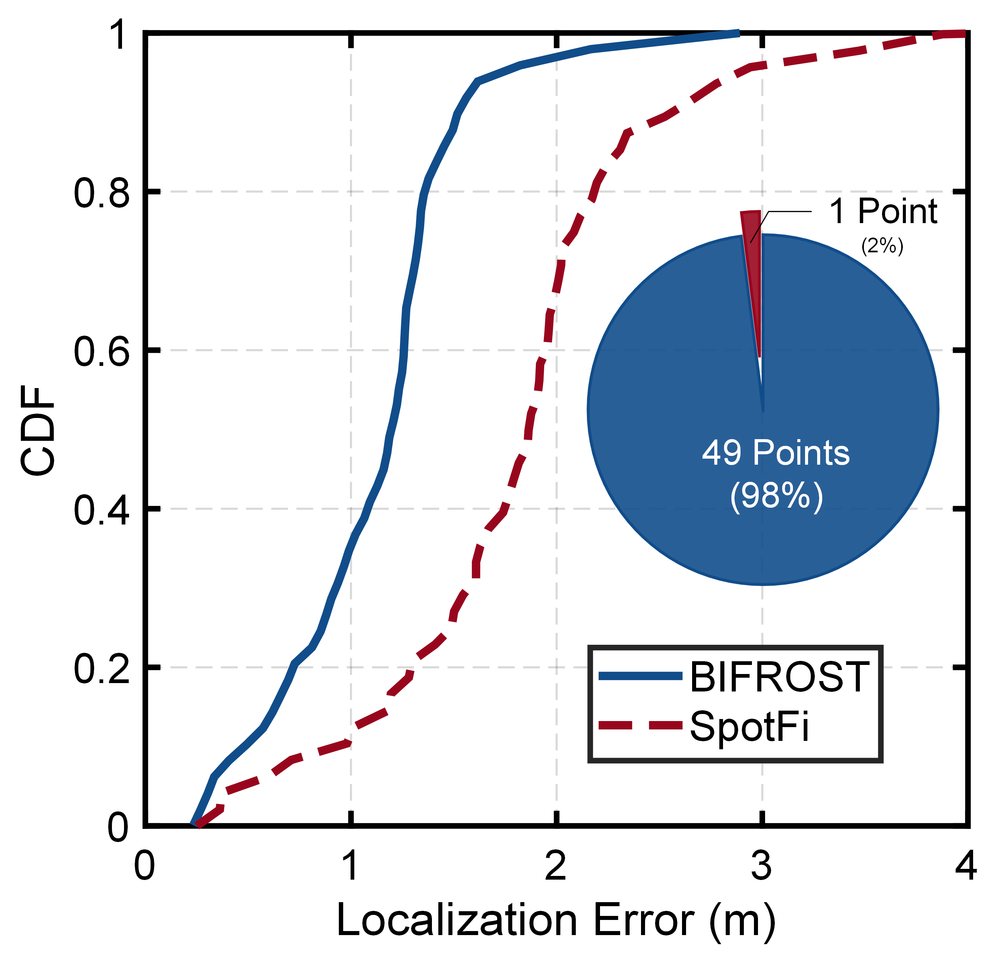 1
0.8
0.6
0.4
0.2
0
CDF
0
1
2
3
4
Localization Error (m)
1 Point
(2%)
49 Points
(98%)
BIFROST
SpotFi